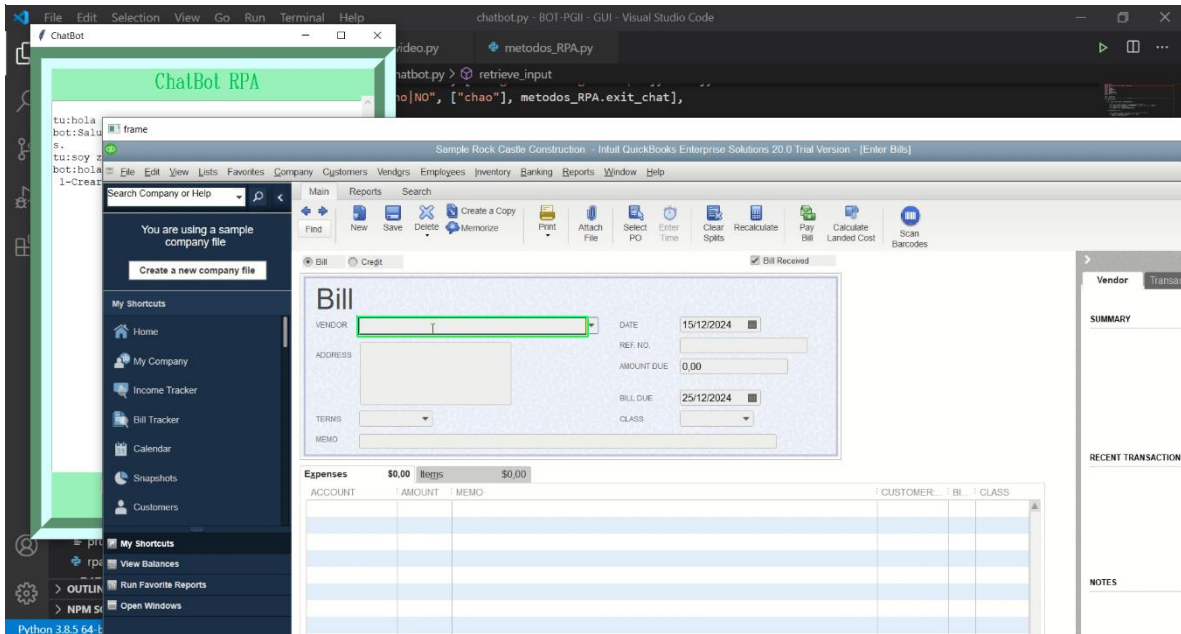 File Edit Selection View Go Run Terminal Help
chatbot.py - BOT-PGII - GUI - Visual Studio Code
ChatBot
video.py
metodos_RPA.py
hatbot.py > retrieve_input
no|NO", ["chao"], metodos_RPA.exit_chat],
ChatBot RPA
tu:hola
bot:Salu
s.
tu:soy z
bot:hola
1-Crear
frame
Sample Rock Castle Construction - Intuit QuickBooks Enterprise Solutions 20.0 Trial Version - [Enter Bills]
File Edit View Lists Favorites Company Customers Vendors Employees Inventory Banking Reports Window Help
Search Company or Help
You are using a sample
company file
Create a new company file
My Shortcuts
Home
My Company
Income Tracker
Bill Tracker
Calendar
Snapshots
Customers
My Shortcuts
View Balances
Run Favorite Reports
Open Windows
Main Reports Search
Find
New
Save
Delete
Create a Copy
Memorize
Print
Attach
File
Select
PO
Enter
Time
Clear
Splits
Recalculate
Pay
Bill
Calculate
Landed Cost
Scan
Barcodes
Bill Credit
Bill Received
Bill
VENDOR
ADDRESS
TERMS
MEMO
DATE 15/12/2024
REF. NO.
AMOUNT DUE 0,00
BILL DUE 25/12/2024
CLASS
Expenses $0,00 Items $0,00
ACCOUNT AMOUNT MEMO CUSTOMER:... BI... CLASS
Vendor Transa
SUMMARY
RECENT TRANSACTION
NOTES
rpa
OUTLIN
NPM S
Python 3.8.5 64-b